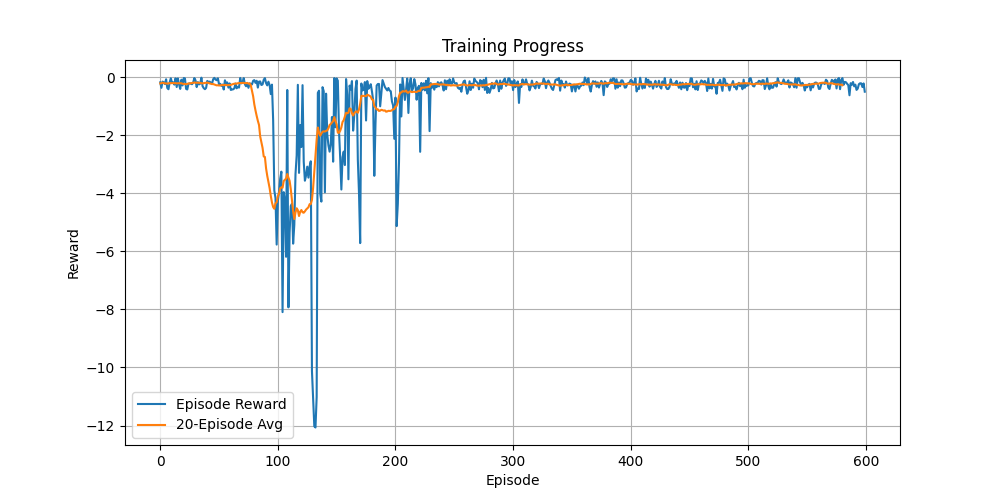 Training Progress
0
−2
−4
−6
−8
−10
−12
Reward
Episode Reward
20-Episode Avg
0 100 200 300 400 500 600
Episode